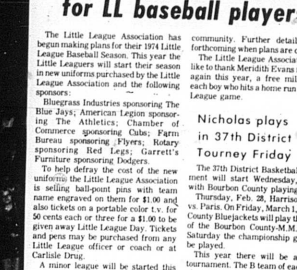 for LL baseball player
The Little League Association has
begun making plans for their 1974 Little
League Baseball Season. This year the
Little Leaguers will start their season
in new uniforms purchased by the Little
League Association and the following
sponsors:
Bluegrass Industries sponsoring The
Blue Jays; American Legion sponsor-
ing The Athletics; Chamber of
Commerce sponsoring Cubs; Farm
Bureau sponsoring Flyers; Rotary
sponsoring Red Legs; Garrett's
Furniture sponsoring Dodgers.
To help defray the cost of the new
uniforms the Little League Association
is selling ball-point pins with team
name engraved on them for $1.00 and
also tickets on a portable color t.v. for
50 cents each or three for a $1.00 to be
given away Little League Day. Tickets
and pens may be purchased from any
Little League officer or coach or at
Carlisle Drug.
A minor league will be started this
community. Further detail
forthcoming when plans are c
The Little League Associa
like to thank Meridith Evans
again this year, a free mil
each boy who hits a home run
League game.
Nicholas plays
in 37th District
Tourney Friday
The 37th District Basketball
ment will start Wednesday,
with Bourbon County playing
Thursday, Feb. 28, Harrison
vs. Paris. On Friday, March 1,
County Bluejackets will play t
of the Bourbon County-M.M.
Saturday the championship g
be played.
This year there will be a
tournament. The B team of ea